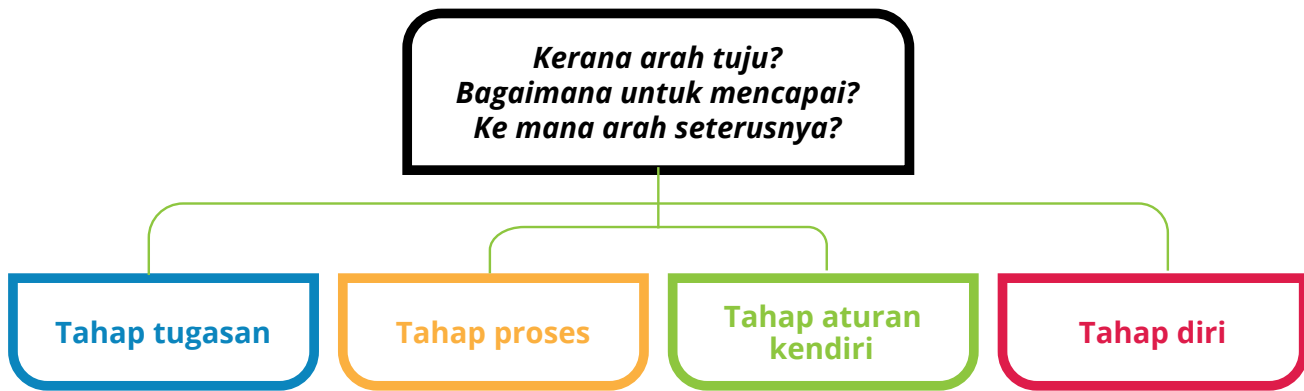 Kerana arah tuju?
Bagaimana untuk mencapai?
Ke mana arah seterusnya?
Tahap tugasan
Tahap proses
Tahap aturan
kendiri
Tahap diri